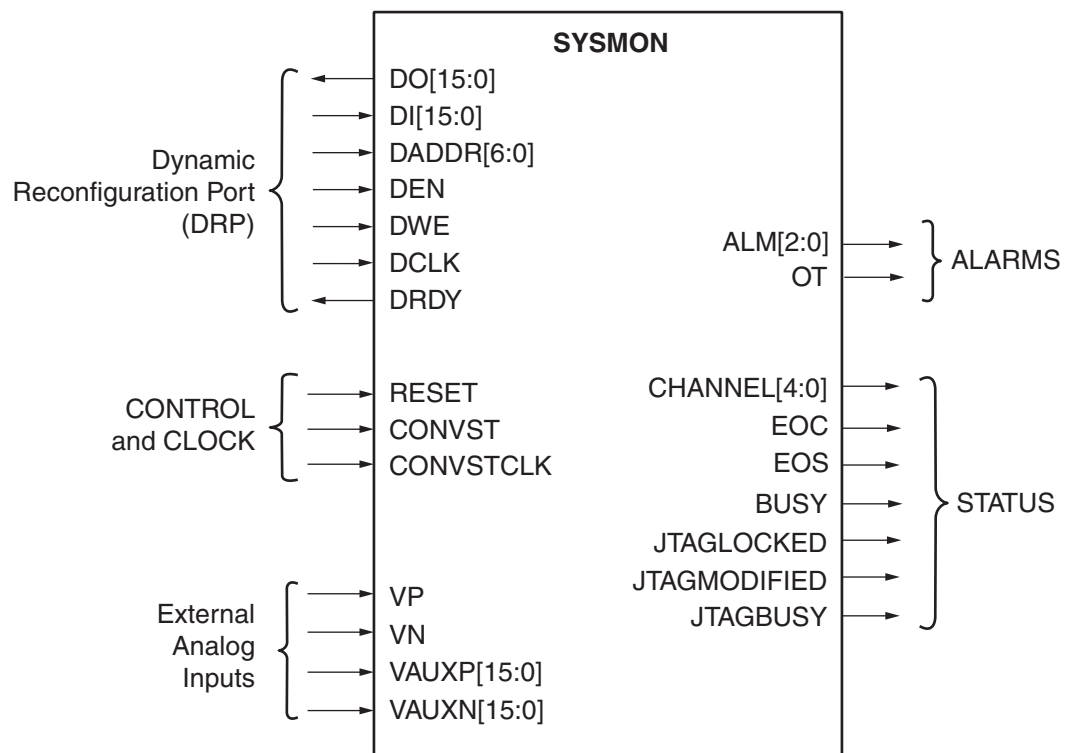 SYSMON
Dynamic
Reconfiguration Port
(DRP)
DO[15:0]
DI[15:0]
DADDR[6:0]
DEN
DWE
DCLK
DRDY
CONTROL
and CLOCK
RESET
CONVST
CONVSTCLK
External
Analog
Inputs
VP
VN
VAUXP[15:0]
VAUXN[15:0]
ALM[2:0]
OT
ALARMS
CHANNEL[4:0]
EOC
EOS
BUSY
JTAGLOCKED
JTAGMODIFIED
JTAGBUSY
STATUS